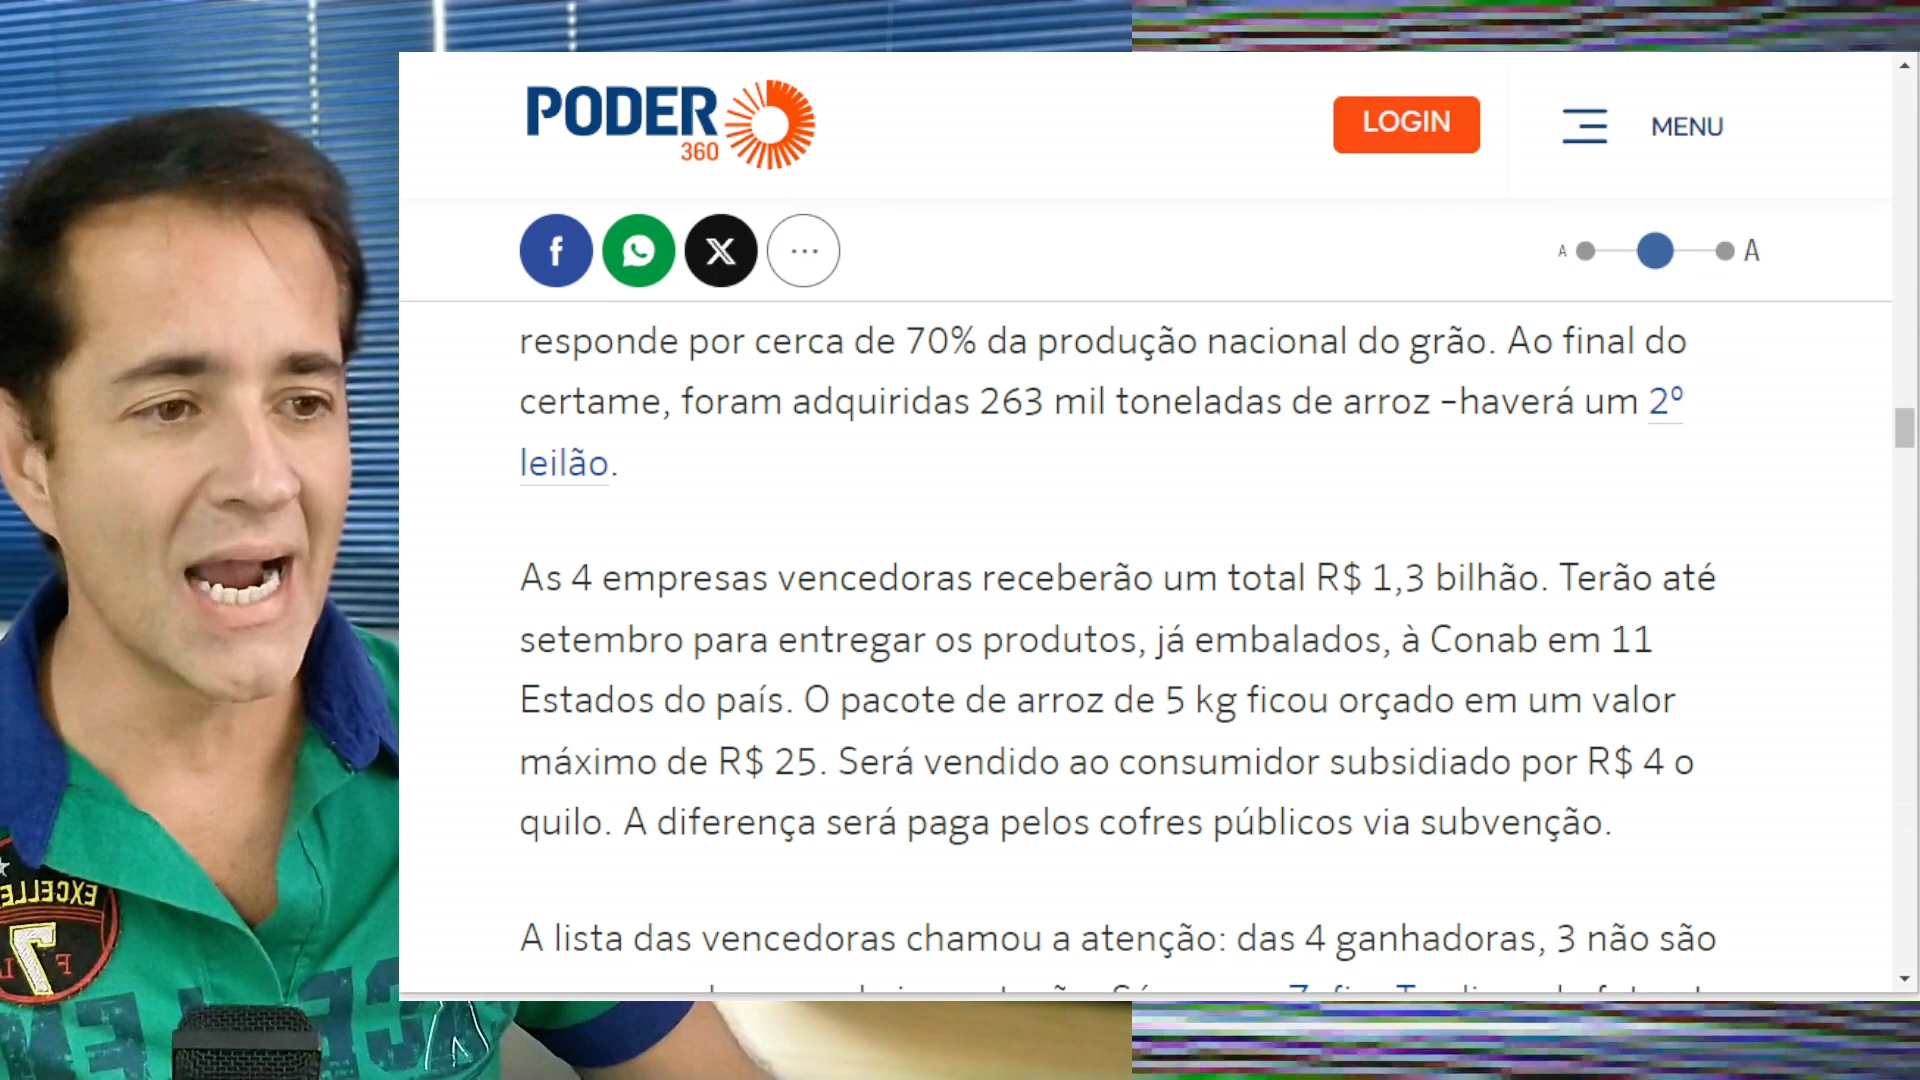 PODER
360
LOGIN
MENU
A A
responde por cerca de 70% da produção nacional do grão. Ao final do
certame, foram adquiridas 263 mil toneladas de arroz –haverá um 2º
leilão.
As 4 empresas vencedoras receberão um total R$ 1,3 bilhão. Terão até
setembro para entregar os produtos, já embalados, à Conab em 11
Estados do país. O pacote de arroz de 5 kg ficou orçado em um valor
máximo de R$ 25. Será vendido ao consumidor subsidiado por R$ 4 o
quilo. A diferença será paga pelos cofres públicos via subvenção.
A lista das vencedoras chamou a atenção: das 4 ganhadoras, 3 não são
EXCELLE
7